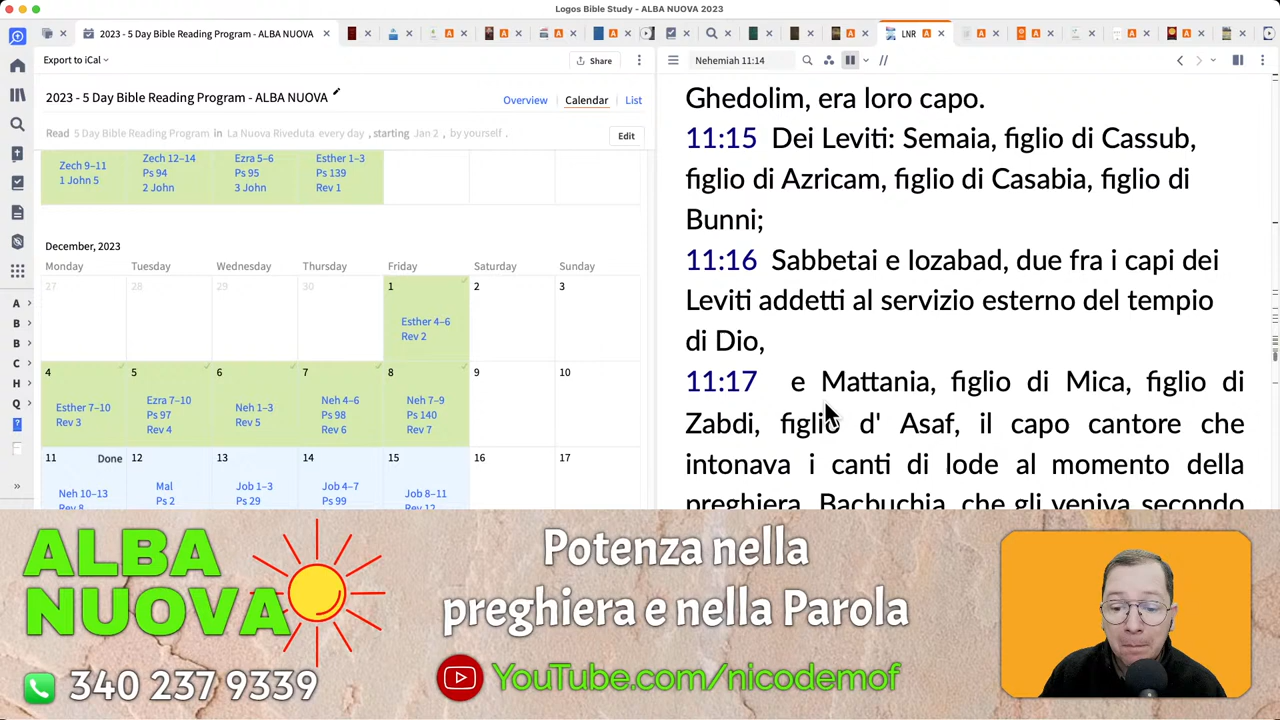 Logos Bible Study - ALBA NUOVA 2023
2023 - 5 Day Bible Reading Program - ALBA NUOVA
LNR
Export to iCal
Share
Nehemiah 11:14
2023 - 5 Day Bible Reading Program - ALBA NUOVA
Overview
Calendar
List
Read 5 Day Bible Reading Program in La Nuova Riveduta every day , starting Jan 2 , by yourself .
Edit
Zech 9–11
1 John 5
Zech 12–14
Ps 94
2 John
Ezra 5–6
Ps 95
3 John
Esther 1–3
Ps 139
Rev 1
December, 2023
Monday Tuesday Wednesday Thursday Friday Saturday Sunday
27 28 29 30 1 2 3
Esther 4–6
Rev 2
4 5 6 7 8 9 10
Esther 7–10
Rev 3
Ezra 7–10
Ps 97
Rev 4
Neh 1–3
Rev 5
Neh 4–6
Ps 98
Rev 6
Neh 7–9
Ps 140
Rev 7
11 Done 12 13 14 15 16 17
Neh 10–13
Rev 8
Mal
Ps 2
Job 1–3
Ps 29
Job 4–7
Ps 99
Job 8–11
Rev 12
A
B
B
C
H
Q
Ghedolim, era loro capo.
11:15 Dei Leviti: Semaia, figlio di Cassub,
figlio di Azricam, figlio di Casabia, figlio di
Bunni;
11:16 Sabbetai e Iozabad, due fra i capi dei
Leviti addetti al servizio esterno del tempio
di Dio,
11:17 e Mattania, figlio di Mica, figlio di
Zabdi, figlio d' Asaf, il capo cantore che
intonava i canti di lode al momento della
preghiera, Bacbuchia, che gli veniva secondo
ALBA
NUOVA
340 237 9339
Potenza nella
preghiera e nella Parola
YouTube.com/nicodemof